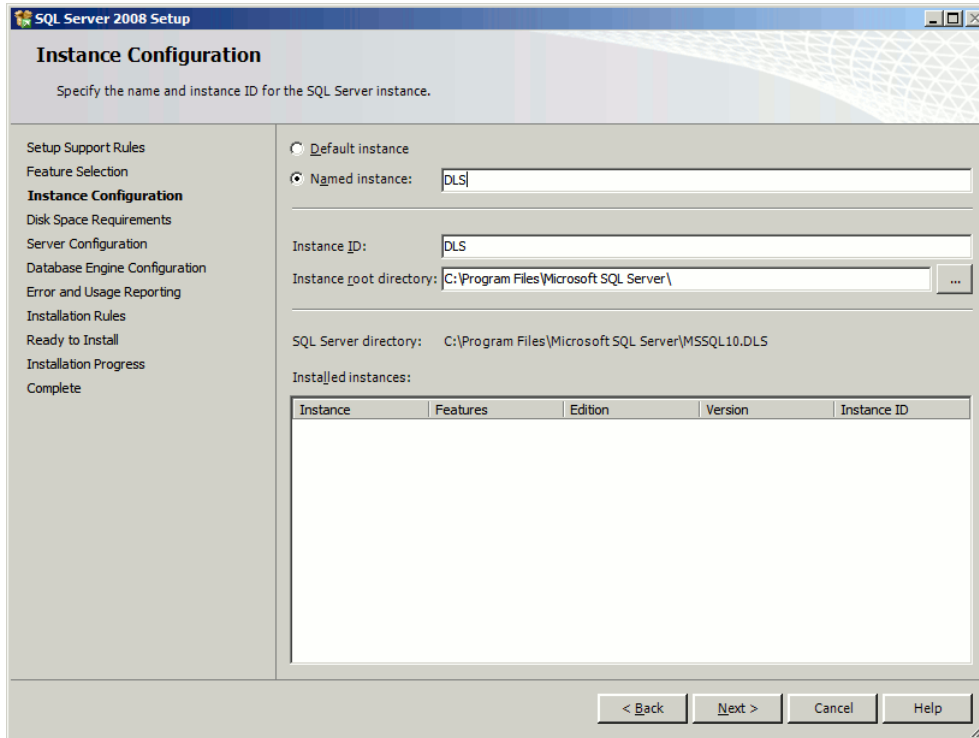 SQL Server 2008 Setup
Instance Configuration
Specify the name and instance ID for the SQL Server instance.
Setup Support Rules
Feature Selection
Instance Configuration
Disk Space Requirements
Server Configuration
Database Engine Configuration
Error and Usage Reporting
Installation Rules
Ready to Install
Installation Progress
Complete
Default instance
Named instance: DLS
Instance ID: DLS
Instance root directory: C:\Program Files\Microsoft SQL Server\ ...
SQL Server directory: C:\Program Files\Microsoft SQL Server\MSSQL10.DLS
Installed instances:
Instance Features Edition Version Instance ID
< Back Next > Cancel Help